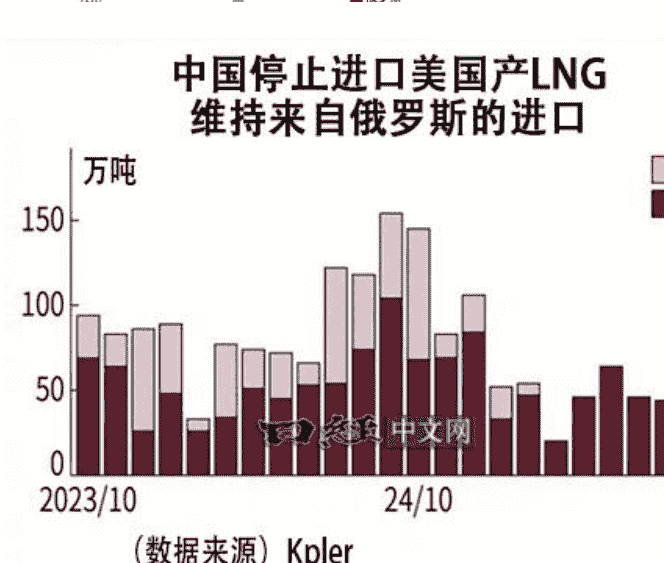 中国停止进口美国产LNG
维持来自俄罗斯的进口
万吨
150
100
50
0
日经中文网
2023/10
24/10
（数据来源）Kpler